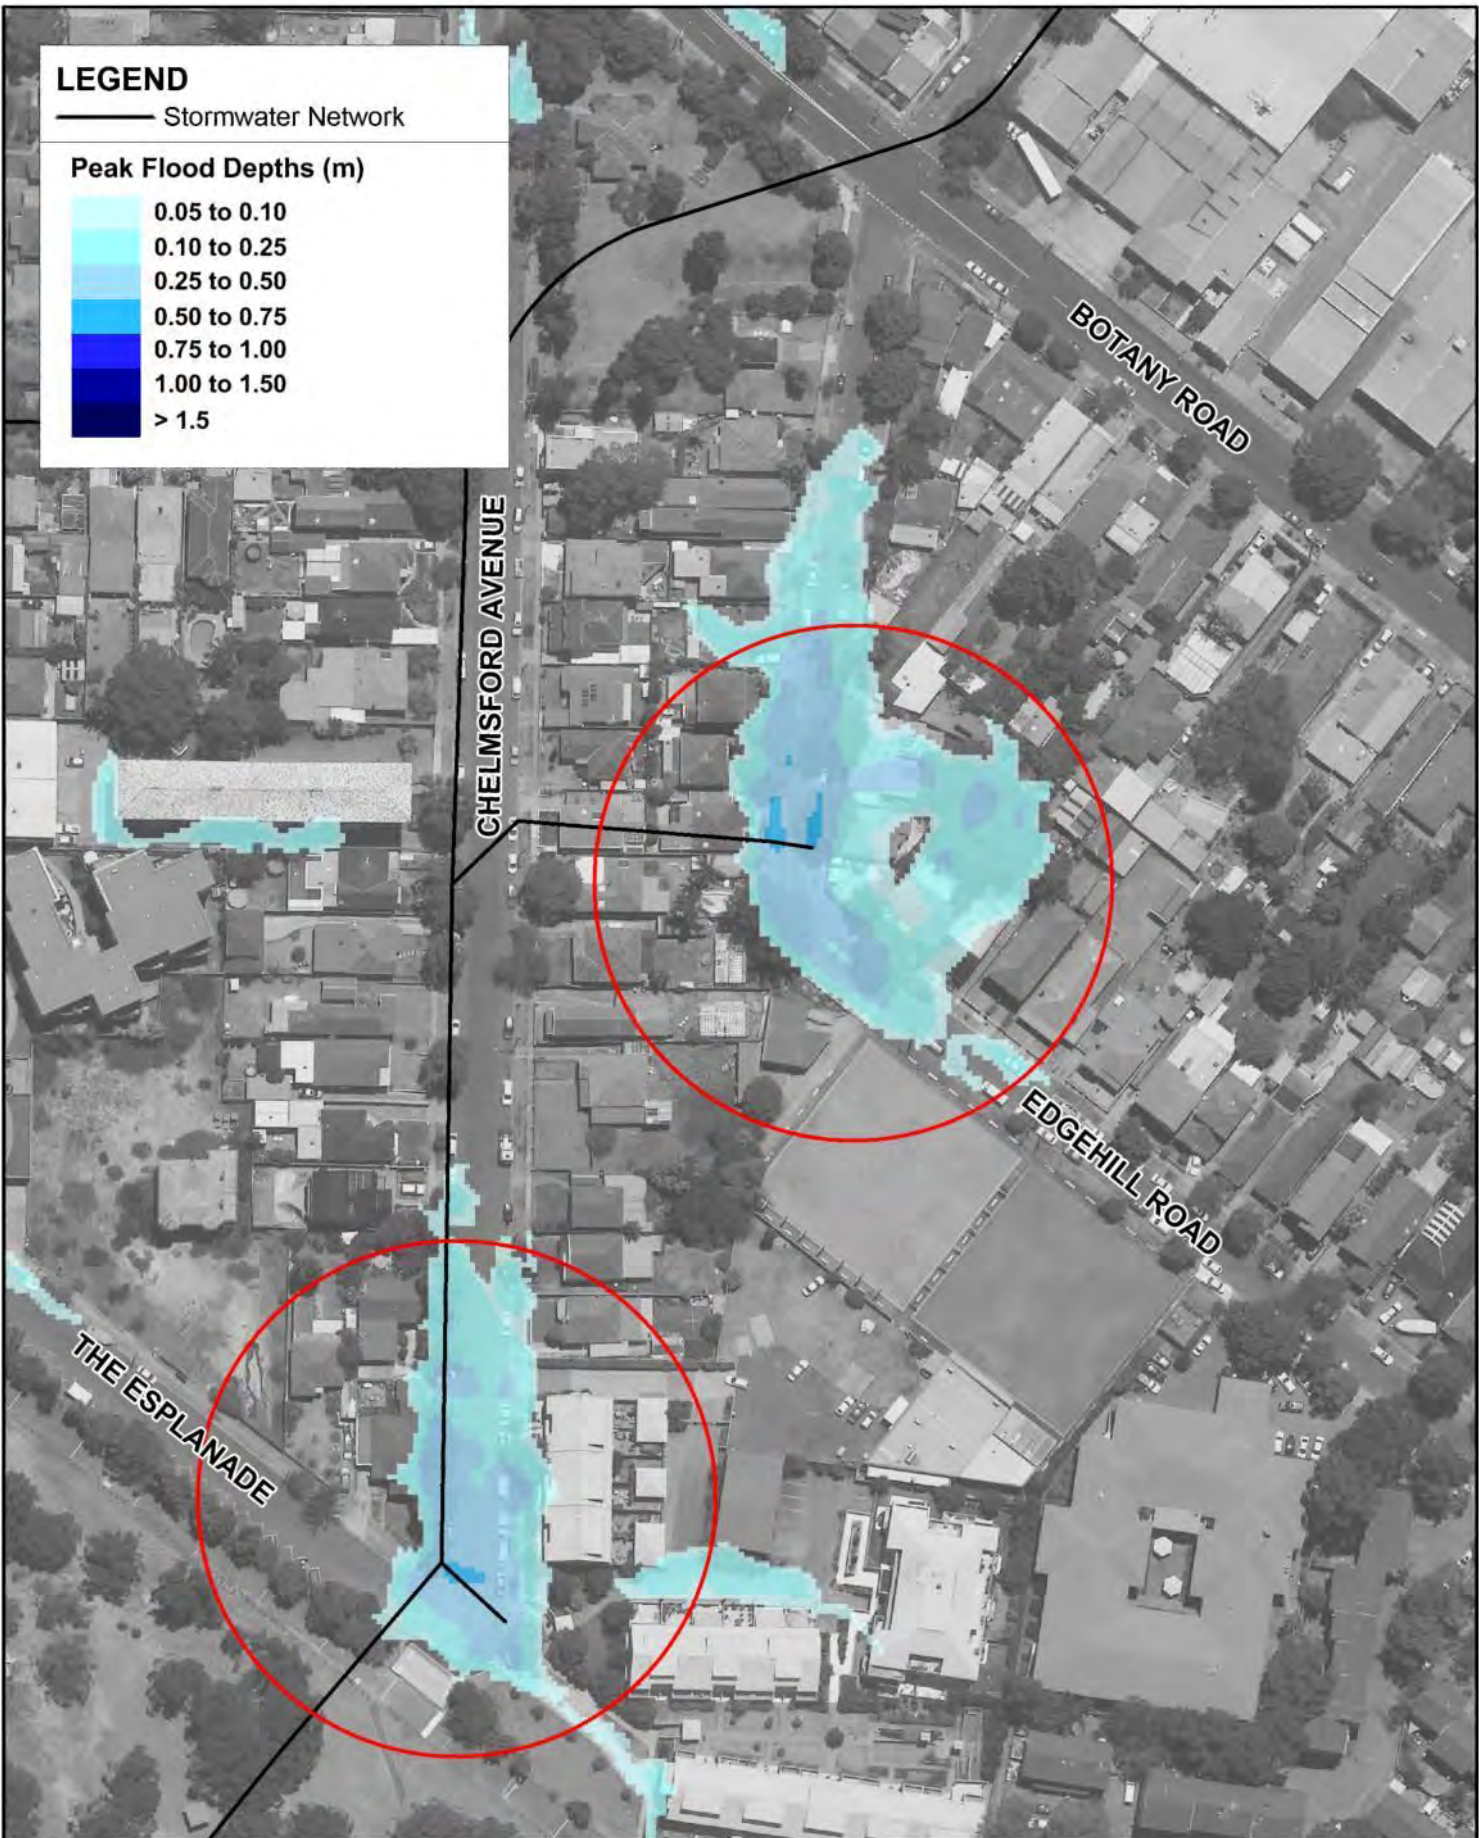 LEGEND
Stormwater Network
Peak Flood Depths (m)
0.05 to 0.10
0.10 to 0.25
0.25 to 0.50
0.50 to 0.75
0.75 to 1.00
1.00 to 1.50
> 1.5
BOTANY ROAD
CHELMSFORD AVENUE
EDGEHILL ROAD
THE ESPLANADE